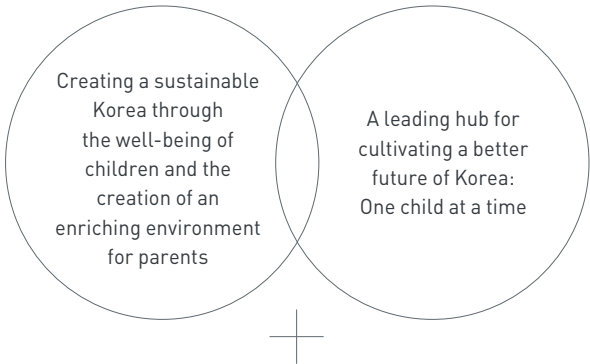 Creating a sustainable
Korea through
the well-being of
children and the
creation of an
enriching environment
for parents
A leading hub for
cultivating a better
future of Korea:
One child at a time